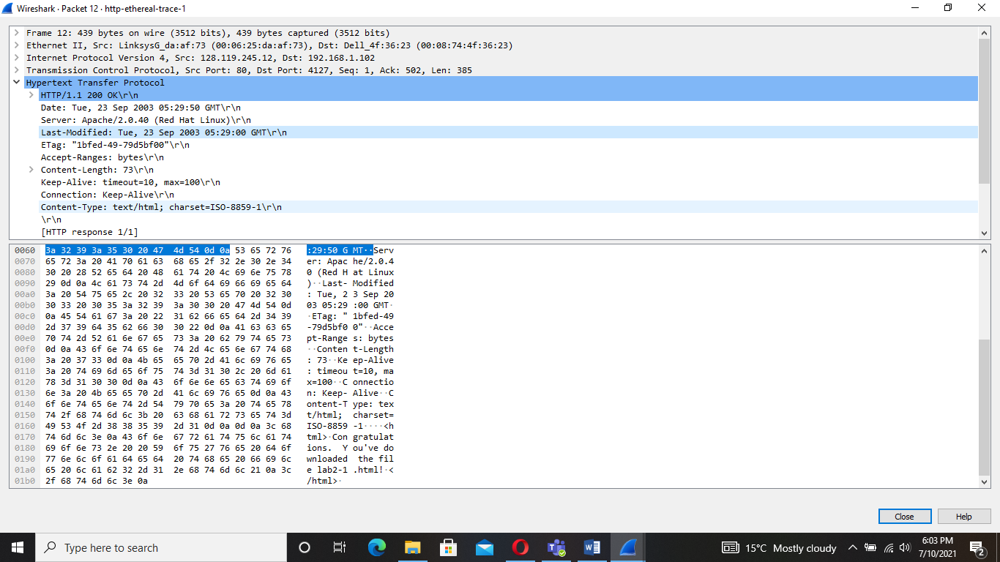 Wireshark · Packet 12 · http-ethereal-trace-1
Frame 12: 439 bytes on wire (3512 bits), 439 bytes captured (3512 bits)
Ethernet II, Src: LinksysG_da:af:73 (00:06:25:da:af:73), Dst: Dell_4f:36:23 (00:08:74:4f:36:23)
Internet Protocol Version 4, Src: 128.119.245.12, Dst: 192.168.1.102
Transmission Control Protocol, Src Port: 80, Dst Port: 4127, Seq: 1, Ack: 502, Len: 385
Hypertext Transfer Protocol
HTTP/1.1 200 OK\r\n
Date: Tue, 23 Sep 2003 05:29:50 GMT\r\n
Server: Apache/2.0.40 (Red Hat Linux)\r\n
Last-Modified: Tue, 23 Sep 2003 05:29:00 GMT\r\n
ETag: "1bfed-49-79d5bf00"\r\n
Accept-Ranges: bytes\r\n
Content-Length: 73\r\n
Keep-Alive: timeout=10, max=100\r\n
Connection: Keep-Alive\r\n
Content-Type: text/html; charset=ISO-8859-1\r\n
\r\n
[HTTP response 1/1]
0060 3a 32 39 3a 35 30 20 47 4d 54 0d 0a 53 65 72 76 :29:50 G MT··Serv
0070 65 72 3a 20 41 70 61 63 68 65 2f 32 2e 30 2e 34 er: Apac he/2.0.4
0080 30 20 28 52 65 64 20 48 61 74 20 4c 69 6e 75 78 0 (Red H at Linux
0090 29 0d 0a 4c 61 73 74 2d 4d 6f 64 69 66 69 65 64 )··Last- Modified
00a0 3a 20 54 75 65 2c 20 32 33 20 53 65 70 20 32 30 : Tue, 2 3 Sep 20
00b0 30 33 20 30 35 3a 32 39 3a 30 30 20 47 4d 54 0d 03 05:29 :00 GMT·
00c0 0a 45 54 61 67 3a 20 22 31 62 66 65 64 2d 34 39 ·ETag: " 1bfed-49
00d0 2d 37 39 64 35 62 66 30 30 22 0d 0a 41 63 63 65 -79d5bf0 0"··Acce
00e0 70 74 2d 52 61 6e 67 65 73 3a 20 62 79 74 65 73 pt-Range s: bytes
00f0 0d 0a 43 6f 6e 74 65 6e 74 2d 4c 65 6e 67 74 68 ··Conten t-Length
0100 3a 20 37 33 0d 0a 4b 65 65 70 2d 41 6c 69 76 65 : 73··Ke ep-Alive
0110 3a 20 74 69 6d 65 6f 75 74 3d 31 30 2c 20 6d 61 : timeou t=10, ma
0120 78 3d 31 30 30 0d 0a 43 6f 6e 6e 65 63 74 69 6f x=100··C onnectio
0130 6e 3a 20 4b 65 65 70 2d 41 6c 69 76 65 0d 0a 43 n: Keep- Alive··C
0140 6f 6e 74 65 6e 74 2d 54 79 70 65 3a 20 74 65 78 ontent-T ype: tex
0150 74 2f 68 74 6d 6c 3b 20 63 68 61 72 73 65 74 3d t/html; charset=
0160 49 53 4f 2d 38 38 35 39 2d 31 0d 0a 0d 0a 3c 68 ISO-8859 -1····<h
0170 74 6d 6c 3e 0a 43 6f 6e 67 72 61 74 75 6c 61 74 tml>·Con gratulat
0180 69 6f 6e 73 2e 20 20 59 6f 75 27 76 65 20 64 6f ions.  Y ou've do
0190 77 6e 6c 6f 61 64 65 64 20 74 68 65 20 66 69 6c wnloaded  the fil
01a0 65 20 6c 61 62 32 2d 31 2e 68 74 6d 6c 21 0a 3c e lab2-1 .html!·<
01b0 2f 68 74 6d 6c 3e 0a /html>·
Close Help
Type here to search 15°C Mostly cloudy 6:03 PM
7/10/2021 2